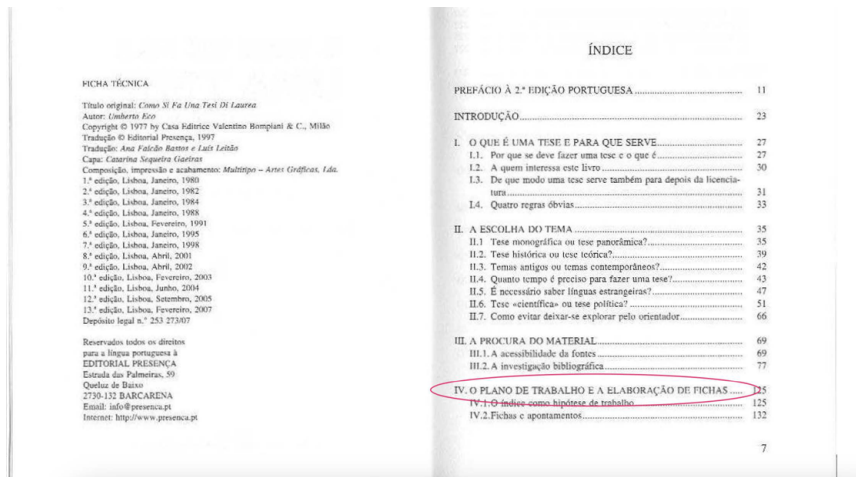 FICHA TÉCNICA
Título original: Como Si Fa Una Tesi Di Laurea
Autor: Umberto Eco
Copyright © 1977 by Casa Editrice Valentino Bompiani & C., Milão
Tradução © Editorial Presença, 1997
Tradução: Ana Falcão Bastos e Luís Leitão
Capa: Catarina Sequeira Gaeiras
Composição, impressão e acabamento: Multitipo – Artes Gráficas, Lda.
1.ª edição, Lisboa, Janeiro, 1980
2.ª edição, Lisboa, Janeiro, 1982
3.ª edição, Lisboa, Janeiro, 1984
4.ª edição, Lisboa, Janeiro, 1988
5.ª edição, Lisboa, Fevereiro, 1991
6.ª edição, Lisboa, Janeiro, 1995
7.ª edição, Lisboa, Janeiro, 1998
8.ª edição, Lisboa, Abril, 2001
9.ª edição, Lisboa, Abril, 2002
10.ª edição, Lisboa, Fevereiro, 2003
11.ª edição, Lisboa, Junho, 2004
12.ª edição, Lisboa, Setembro, 2005
13.ª edição, Lisboa, Fevereiro, 2007
Depósito legal n.º 253 273/07
Reservados todos os direitos
para a língua portuguesa à
EDITORIAL PRESENÇA
Estrada das Palmeiras, 59
Queluz de Baixo
2730-132 BARCARENA
Email: info@presenca.pt
Internet: http://www.presenca.pt
ÍNDICE
PREFÁCIO À 2.ª EDIÇÃO PORTUGUESA ... 11
INTRODUÇÃO ... 23
I. O QUE É UMA TESE E PARA QUE SERVE ... 27
I.1. Por que se deve fazer uma tese e o que é ... 27
I.2. A quem interessa este livro ... 30
I.3. De que modo uma tese serve também para depois da licencia-
tura ... 31
I.4. Quatro regras óbvias ... 33
II. A ESCOLHA DO TEMA ... 35
II.1 Tese monográfica ou tese panorâmica? ... 35
II.2. Tese histórica ou tese teórica? ... 39
II.3. Temas antigos ou temas contemporâneos? ... 42
II.4. Quanto tempo é preciso para fazer uma tese? ... 43
II.5. É necessário saber línguas estrangeiras? ... 47
II.6. Tese «científica» ou tese política? ... 51
II.7. Como evitar deixar-se explorar pelo orientador ... 66
III. A PROCURA DO MATERIAL ... 69
III.1. A acessibilidade da fontes ... 69
III.2. A investigação bibliográfica ... 77
IV. O PLANO DE TRABALHO E A ELABORAÇÃO DE FICHAS ... 125
IV.1. O índice como hipótese de trabalho ... 125
IV.2. Fichas e apontamentos ... 132
7